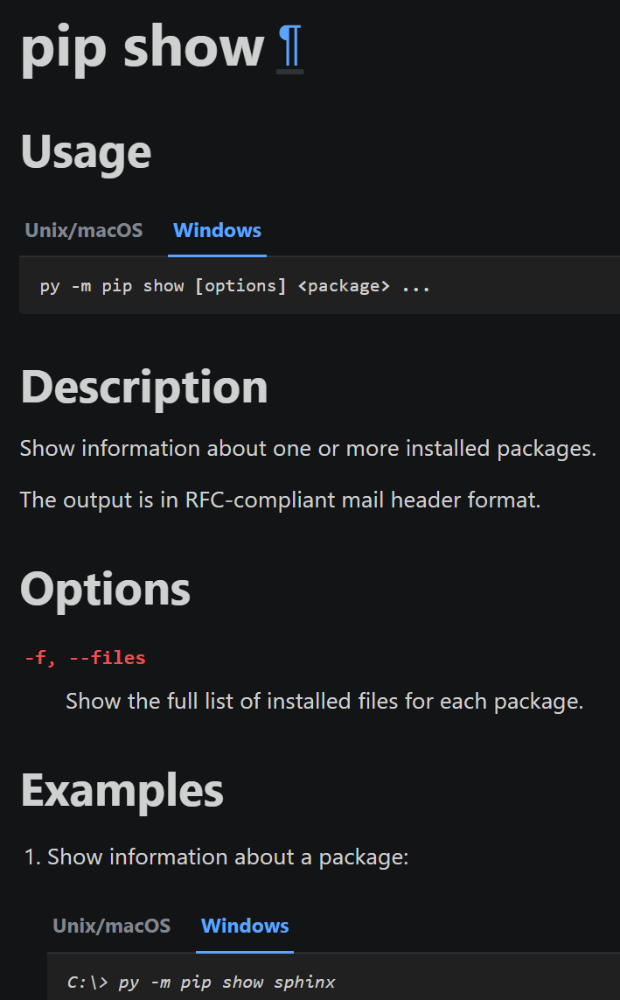 pip show ¶
Usage
Unix/macOS Windows
py -m pip show [options] <package> ...
Description
Show information about one or more installed packages.
The output is in RFC-compliant mail header format.
Options
-f, --files
Show the full list of installed files for each package.
Examples
1. Show information about a package:
Unix/macOS Windows
C:\> py -m pip show sphinx